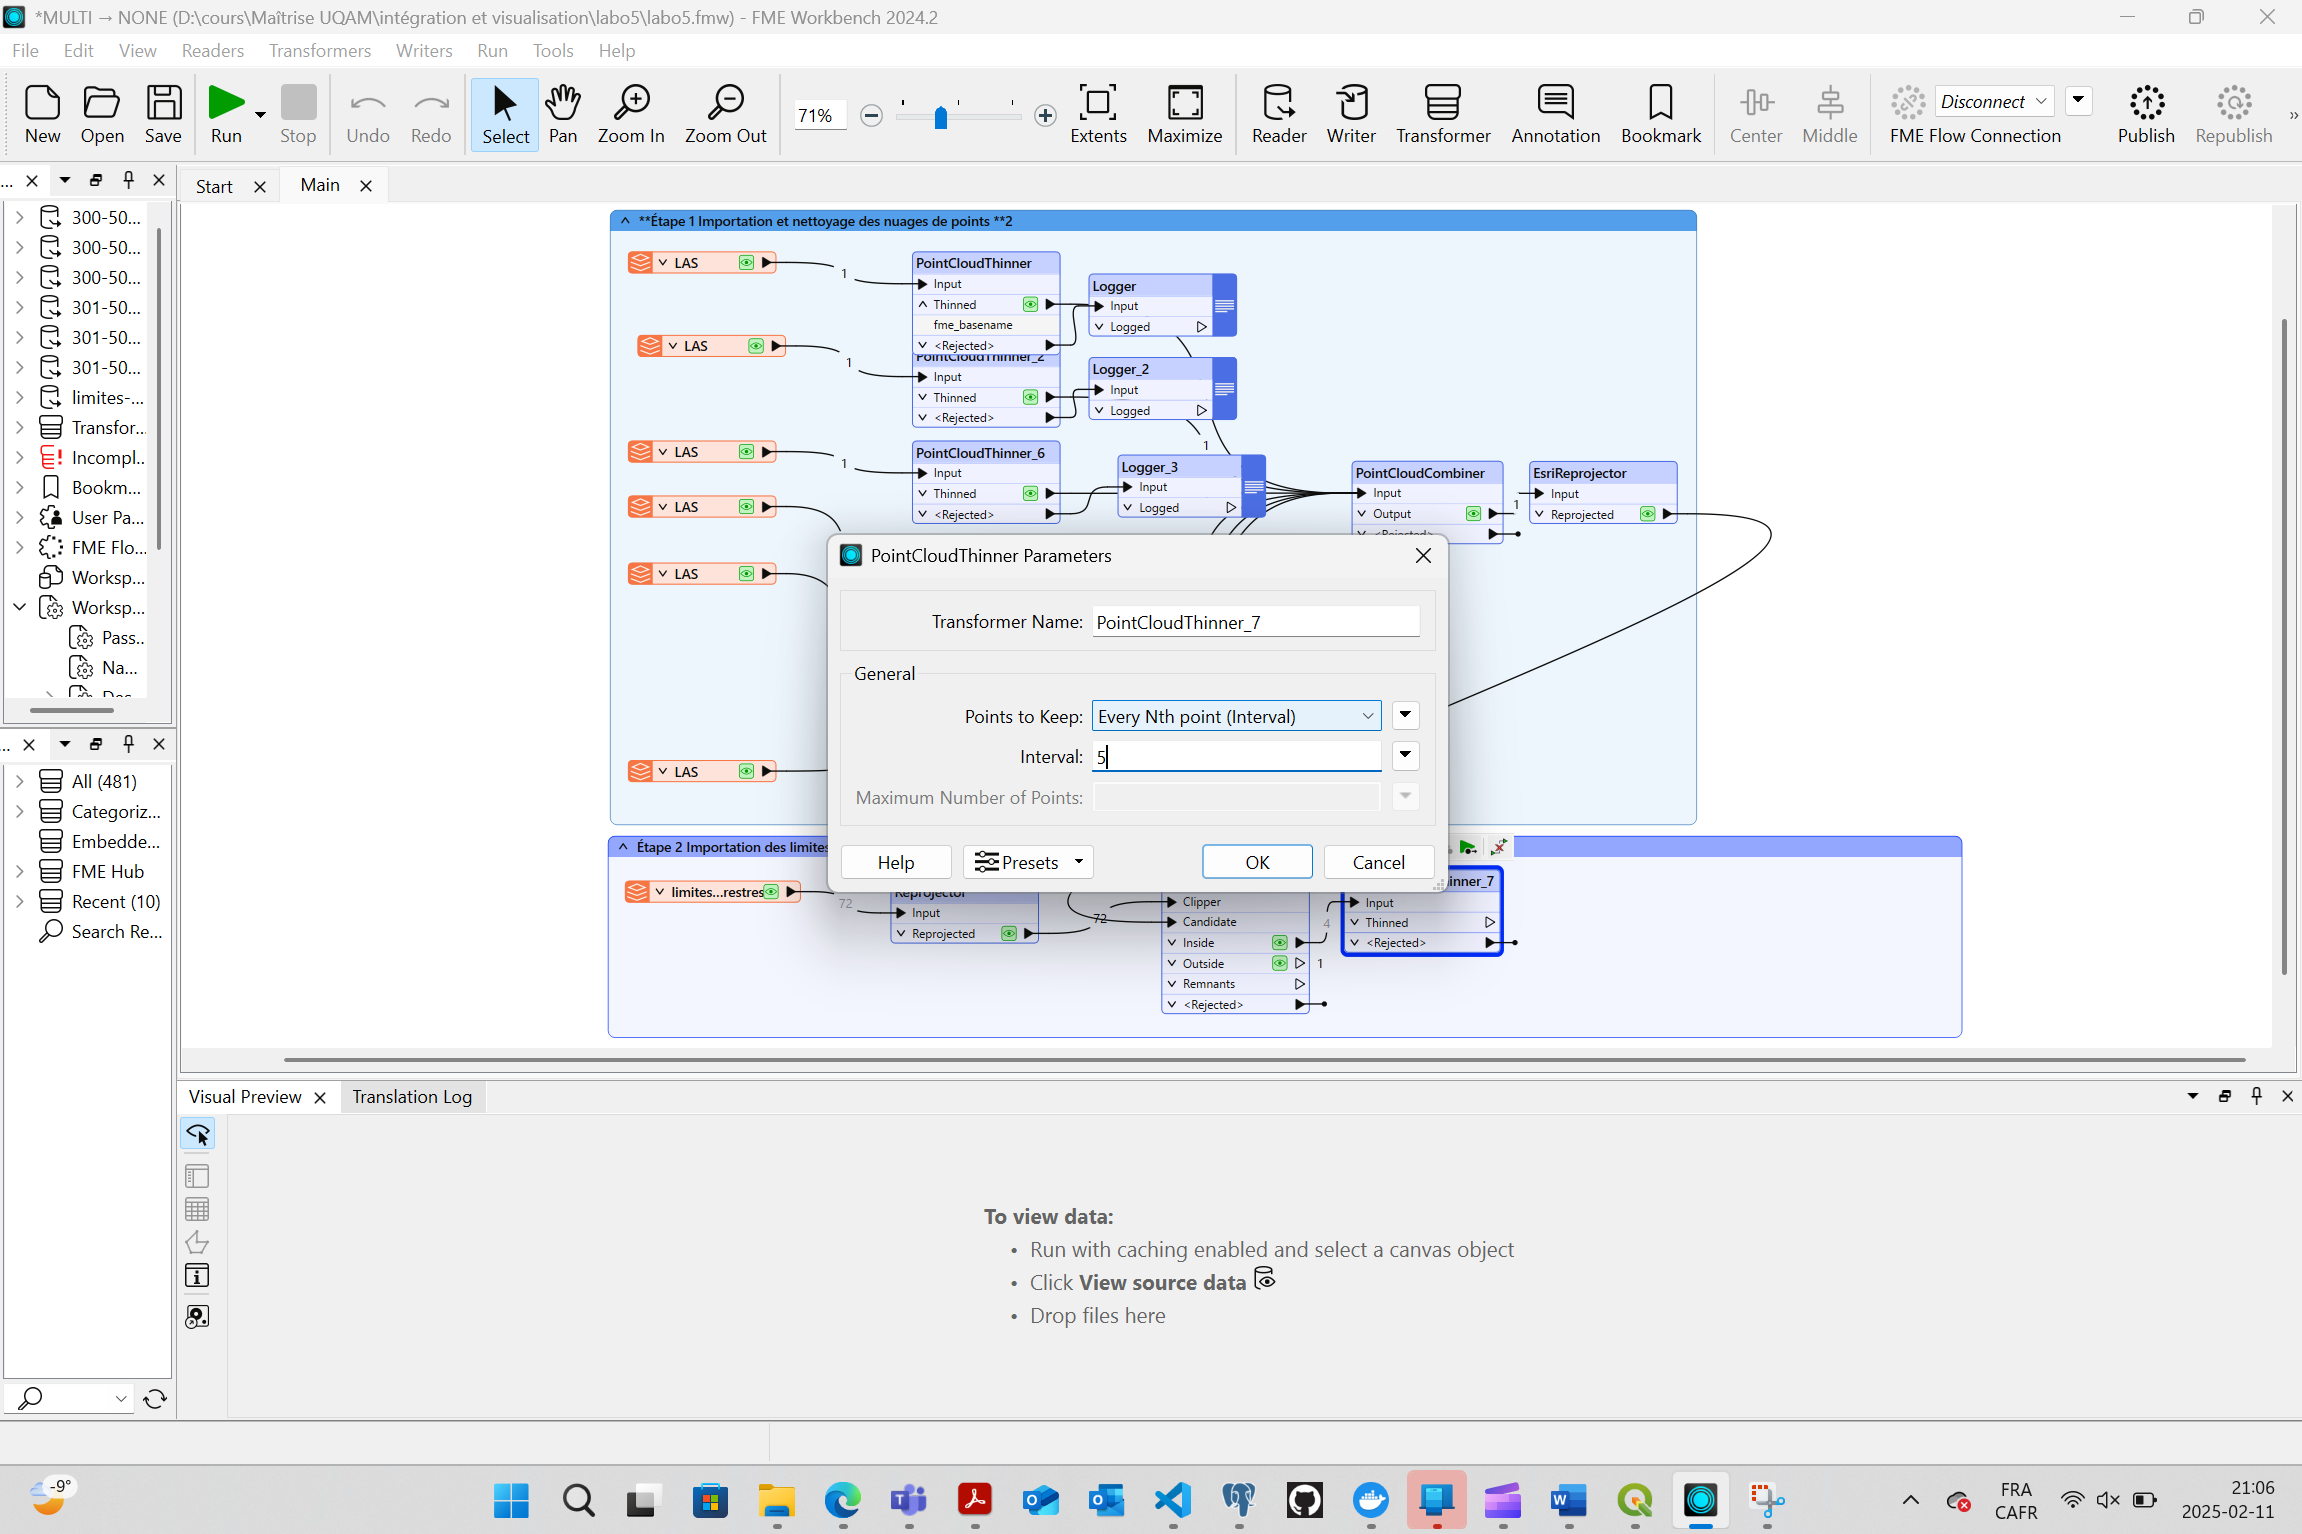 *MULTI → NONE (D:\cours\Maîtrise UQAM\intégration et visualisation\labo5\labo5.fmw) - FME Workbench 2024.2
File Edit View Readers Transformers Writers Run Tools Help
New Open Save Run Stop Undo Redo Select Pan Zoom In Zoom Out 71% Extents Maximize Reader Writer Transformer Annotation Bookmark Center Middle Disconnect FME Flow Connection Publish Republish »
...
Start Main
300-50...
300-50...
300-50...
301-50...
301-50...
301-50...
limites-...
Transfor...
Incompl...
Bookm...
User Pa...
FME Flo...
Worksp...
Worksp...
Pass...
Na...
Des
...
All (481)
Categoriz...
Embedde...
FME Hub
Recent (10)
Search Re...
**Étape 1 Importation et nettoyage des nuages de points **2
LAS
1
PointCloudThinner
Input
Thinned
fme_basename
<Rejected>
Logger
Input
Logged
LAS
1
PointCloudThinner_2
Input
Thinned
<Rejected>
Logger_2
Input
Logged
1
LAS
1
PointCloudThinner_6
Input
Thinned
<Rejected>
Logger_3
Input
Logged
PointCloudCombiner
Input
Output
<Rejected>
1
EsriReprojector
Input
Reprojected
LAS
LAS
LAS
PointCloudThinner Parameters
Transformer Name: PointCloudThinner_7
General
Points to Keep: Every Nth point (Interval)
Interval: 5
Maximum Number of Points:
Help Presets OK Cancel
Étape 2 Importation des limites
limites...restres
72
Reprojector
Input
Reprojected
72
Clipper
Candidate
Inside
Outside
Remnants
<Rejected>
4
1
inner_7
Input
Thinned
<Rejected>
Visual Preview Translation Log
To view data:
• Run with caching enabled and select a canvas object
• Click View source data
• Drop files here
-9°
FRA
CAFR
21:06
2025-02-11